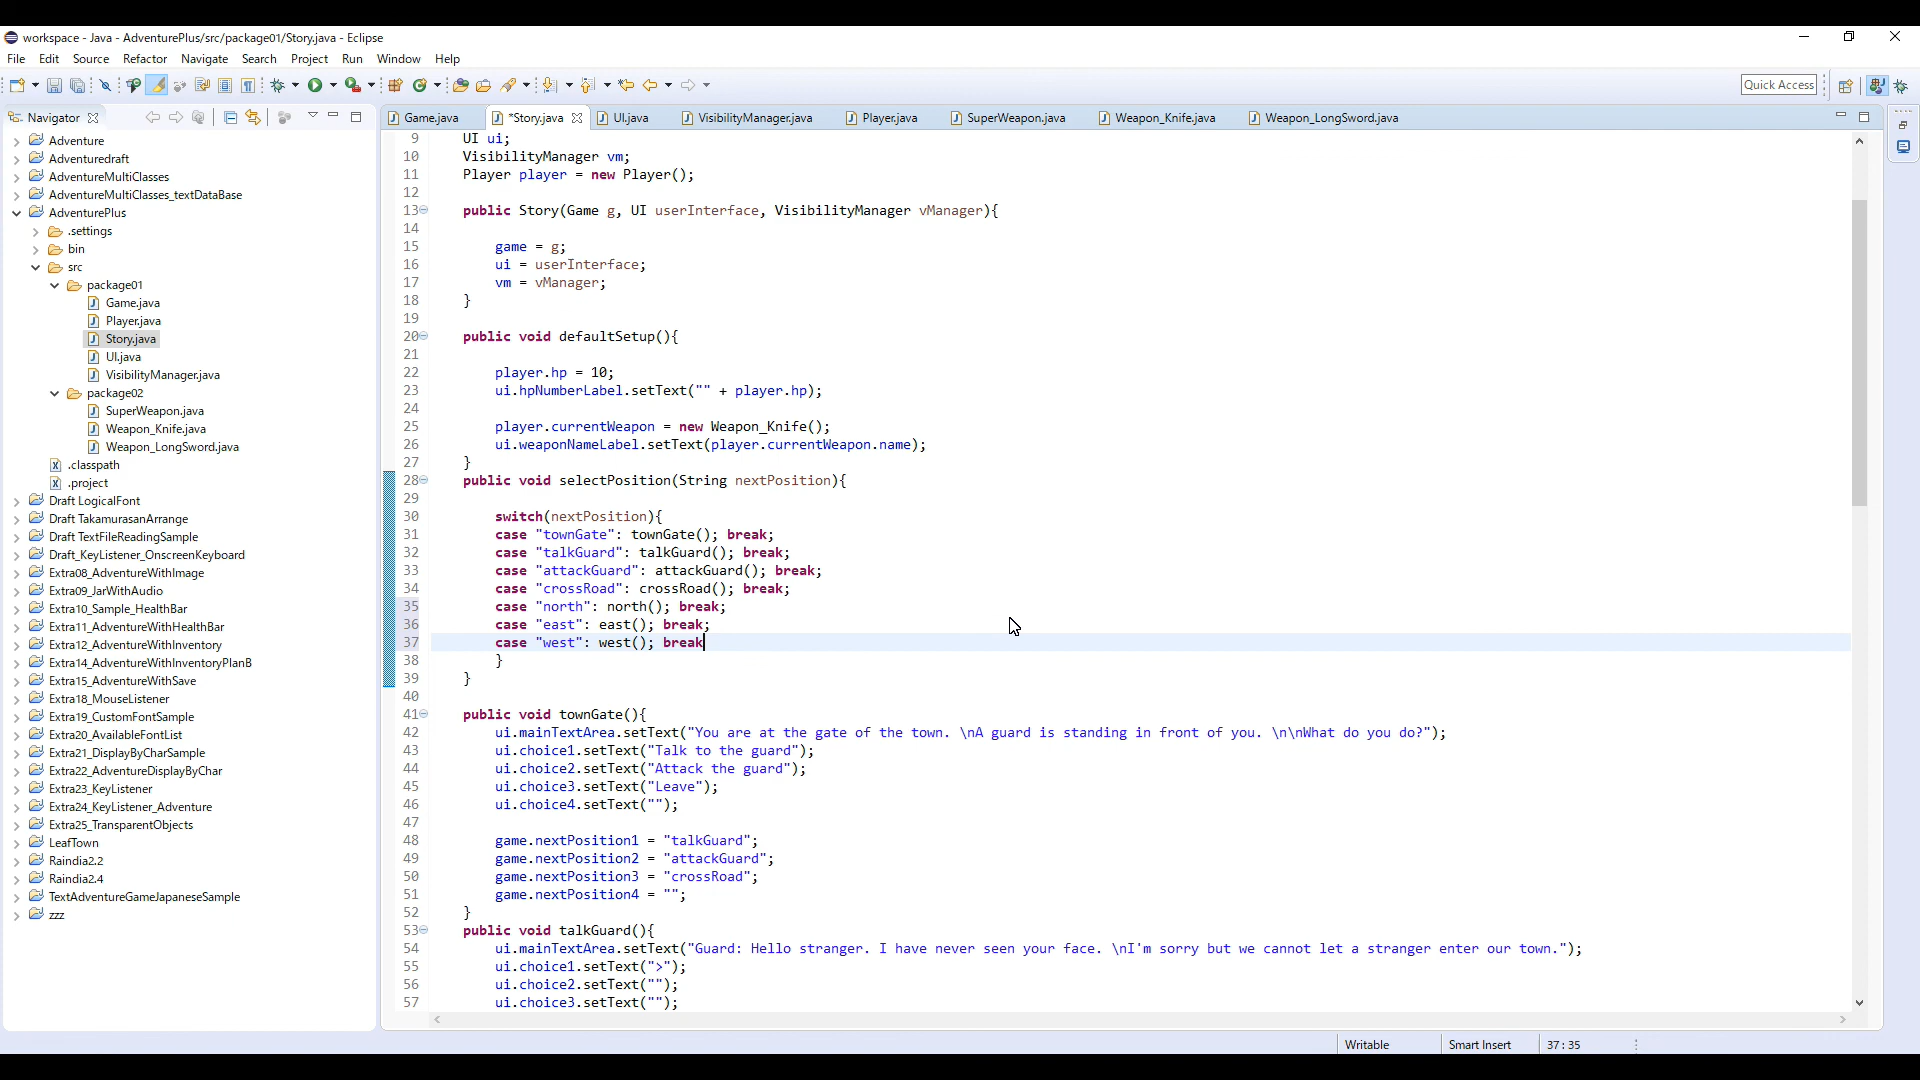 workspace - Java - AdventurePlus/src/package01/Story.java - Eclipse
File Edit Source Refactor Navigate Search Project Run Window Help
Quick Access
Navigator
Adventure
Adventuredraft
AdventureMultiClasses
AdventureMultiClasses_textDataBase
AdventurePlus
.settings
bin
src
package01
Game.java
Player.java
Story.java
UI.java
VisibilityManager.java
package02
SuperWeapon.java
Weapon_Knife.java
Weapon_LongSword.java
.classpath
.project
Draft LogicalFont
Draft TakamurasanArrange
Draft TextFileReadingSample
Draft_KeyListener_OnscreenKeyboard
Extra08_AdventureWithImage
Extra09_JarWithAudio
Extra10_Sample_HealthBar
Extra11_AdventureWithHealthBar
Extra12_AdventureWithInventory
Extra14_AdventureWithInventoryPlanB
Extra15_AdventureWithSave
Extra18_MouseListener
Extra19_CustomFontSample
Extra20_AvailableFontList
Extra21_DisplayByCharSample
Extra22_AdventureDisplayByChar
Extra23_KeyListener
Extra24_KeyListener_Adventure
Extra25_TransparentObjects
LeafTown
Raindia2.2
Raindia2.4
TextAdventureGameJapaneseSample
zzz
Game.java *Story.java UI.java VisibilityManager.java Player.java SuperWeapon.java Weapon_Knife.java Weapon_LongSword.java
9 UI ui;
10 VisibilityManager vm;
11 Player player = new Player();
12
13 public Story(Game g, UI userInterface, VisibilityManager vManager){
14
15 game = g;
16 ui = userInterface;
17 vm = vManager;
18 }
19
20 public void defaultSetup(){
21
22 player.hp = 10;
23 ui.hpNumberLabel.setText("" + player.hp);
24
25 player.currentWeapon = new Weapon_Knife();
26 ui.weaponNameLabel.setText(player.currentWeapon.name);
27 }
28 public void selectPosition(String nextPosition){
29
30 switch(nextPosition){
31 case "townGate": townGate(); break;
32 case "talkGuard": talkGuard(); break;
33 case "attackGuard": attackGuard(); break;
34 case "crossRoad": crossRoad(); break;
35 case "north": north(); break;
36 case "east": east(); break;
37 case "west": west(); break
38 }
39 }
40
41 public void townGate(){
42 ui.mainTextArea.setText("You are at the gate of the town. \nA guard is standing in front of you. \n\nWhat do you do?");
43 ui.choice1.setText("Talk to the guard");
44 ui.choice2.setText("Attack the guard");
45 ui.choice3.setText("Leave");
46 ui.choice4.setText("");
47
48 game.nextPosition1 = "talkGuard";
49 game.nextPosition2 = "attackGuard";
50 game.nextPosition3 = "crossRoad";
51 game.nextPosition4 = "";
52 }
53 public void talkGuard(){
54 ui.mainTextArea.setText("Guard: Hello stranger. I have never seen your face. \nI'm sorry but we cannot let a stranger enter our town.");
55 ui.choice1.setText(">");
56 ui.choice2.setText("");
57 ui.choice3.setText("");
Writable Smart Insert 37 : 35